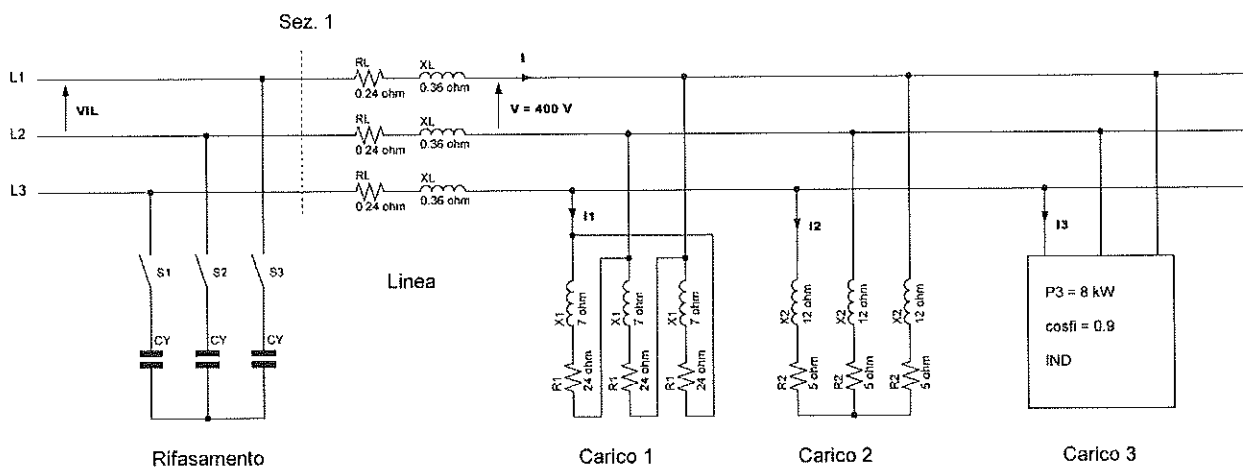 Sez. 1
L1
L2
L3
VIL
RL
0.24 ohm
XL
0.36 ohm
I
RL
0.24 ohm
XL
0.36 ohm
V = 400 V
RL
0.24 ohm
XL
0.36 ohm
I1
I2
I3
S1
S2
S3
Linea
CY
CY
CY
X1
7 ohm
X1
7 ohm
X1
7 ohm
R1
24 ohm
R1
24 ohm
R1
24 ohm
X2
12 ohm
X2
12 ohm
X2
12 ohm
R2
5 ohm
R2
5 ohm
R2
5 ohm
P3 = 8 kW
cosfi = 0.9
IND
Rifasamento
Carico 1
Carico 2
Carico 3